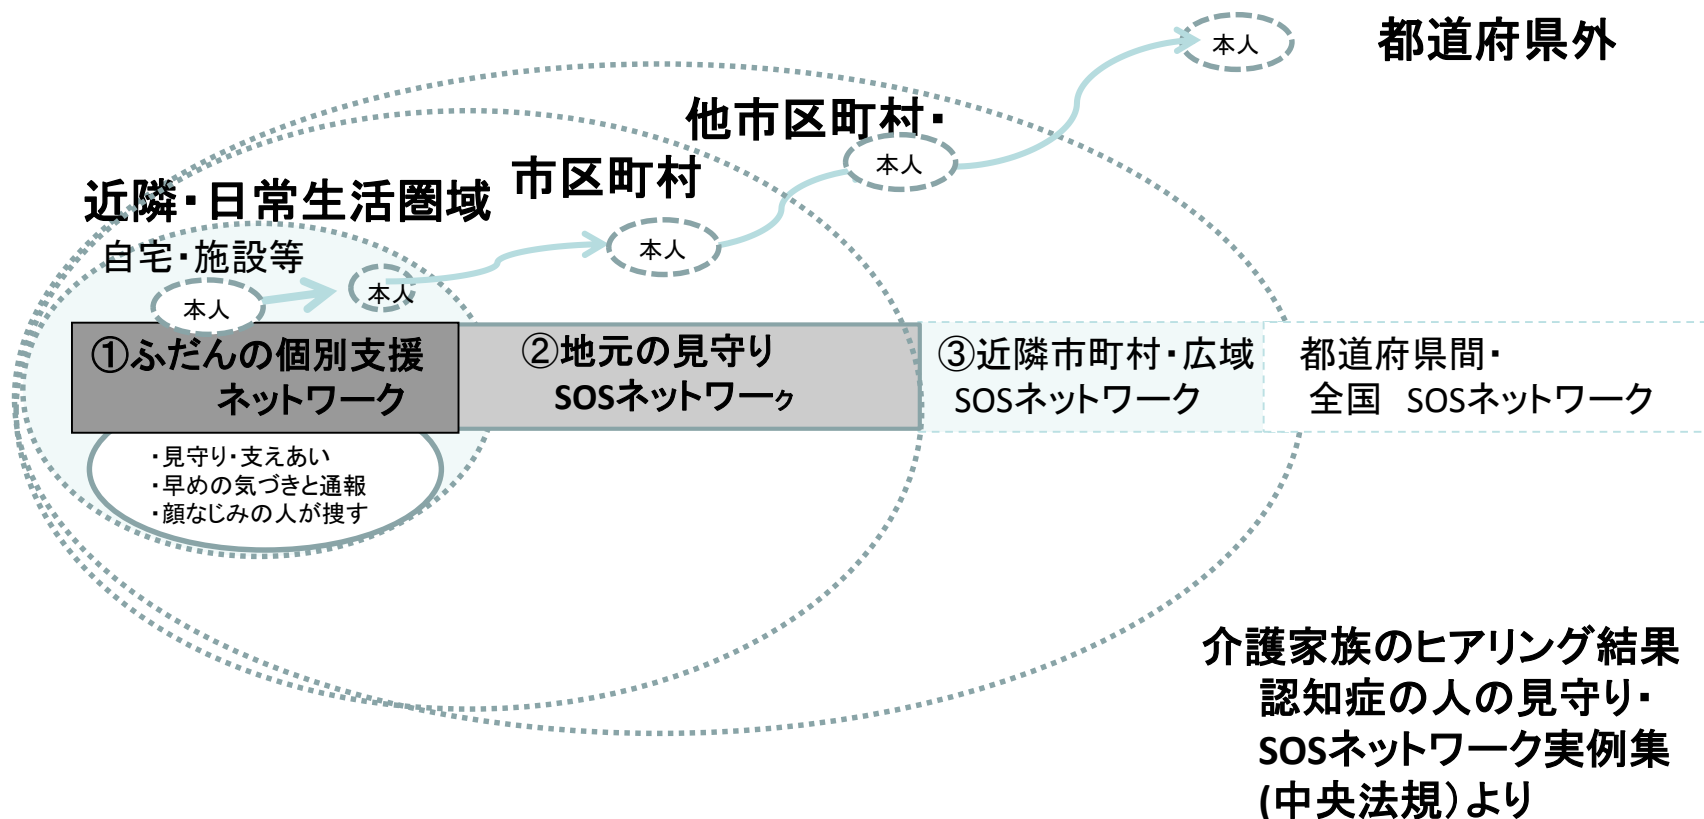 本人
都道府県外
他市区町村・
本人
市区町村
本人
近隣・日常生活圏域
自宅・施設等
本人
本人
①ふだんの個別支援
ネットワーク
②地元の見守り
SOSネットワーク
③近隣市町村・広域
SOSネットワーク
都道府県間・
全国 SOSネットワーク
・見守り・支えあい
・早めの気づきと通報
・顔なじみの人が捜す
介護家族のヒアリング結果
認知症の人の見守り・
SOSネットワーク実例集
(中央法規）より